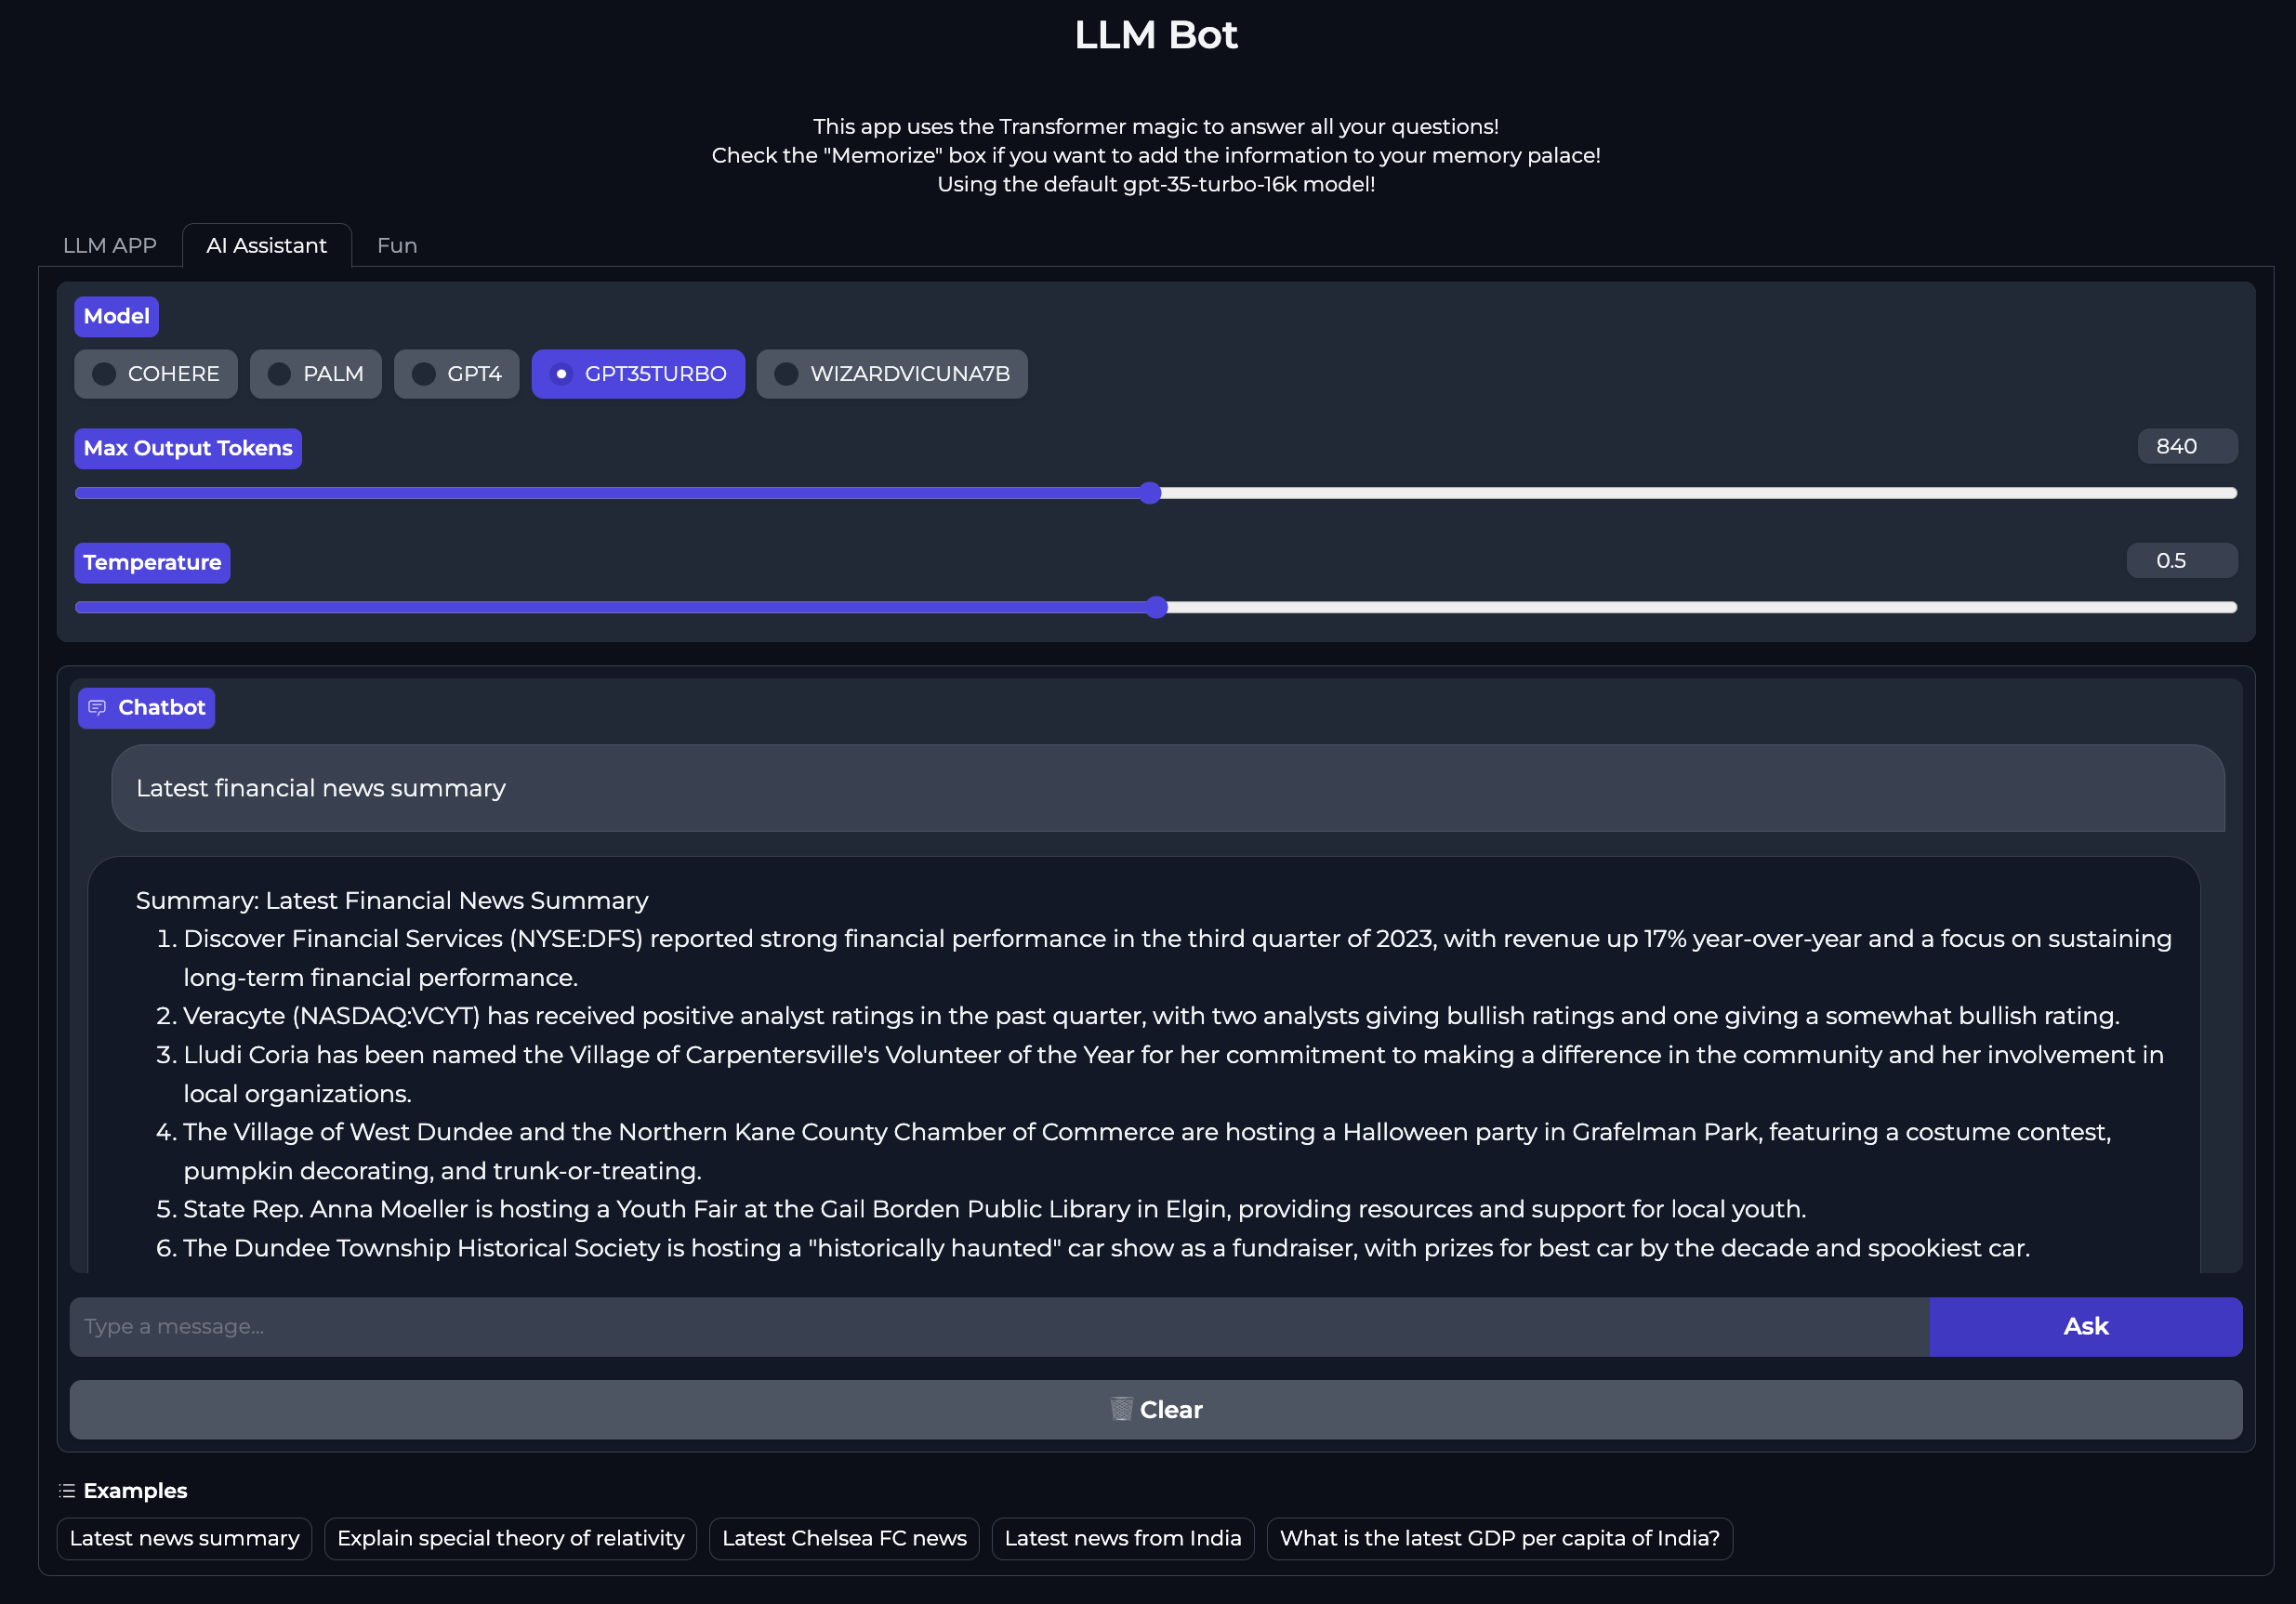 LLM Bot
This app uses the Transformer magic to answer all your questions!
Check the "Memorize" box if you want to add the information to your memory palace!
Using the default gpt-35-turbo-16k model!
LLM APP
AI Assistant
Fun
Model
COHERE
PALM
GPT4
GPT35TURBO
WIZARDVICUNA7B
Max Output Tokens
840
Temperature
0.5
Chatbot
Latest financial news summary
Summary: Latest Financial News Summary
1. Discover Financial Services (NYSE:DFS) reported strong financial performance in the third quarter of 2023, with revenue up 17% year-over-year and a focus on sustaining
long-term financial performance.
2. Veracyte (NASDAQ:VCYT) has received positive analyst ratings in the past quarter, with two analysts giving bullish ratings and one giving a somewhat bullish rating.
3. Lludi Coria has been named the Village of Carpentersville's Volunteer of the Year for her commitment to making a difference in the community and her involvement in
local organizations.
4. The Village of West Dundee and the Northern Kane County Chamber of Commerce are hosting a Halloween party in Grafelman Park, featuring a costume contest,
pumpkin decorating, and trunk-or-treating.
5. State Rep. Anna Moeller is hosting a Youth Fair at the Gail Borden Public Library in Elgin, providing resources and support for local youth.
6. The Dundee Township Historical Society is hosting a "historically haunted" car show as a fundraiser, with prizes for best car by the decade and spookiest car.
Type a message...
Ask
Clear
Examples
Latest news summary
Explain special theory of relativity
Latest Chelsea FC news
Latest news from India
What is the latest GDP per capita of India?